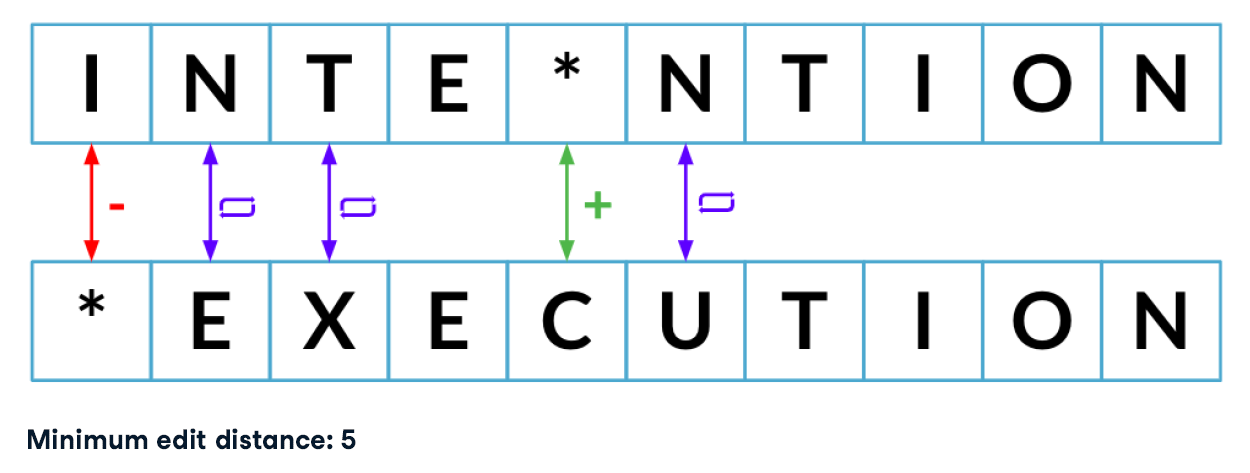 I N T E * N T I O N
- +
* E X E C U T I O N
Minimum edit distance: 5